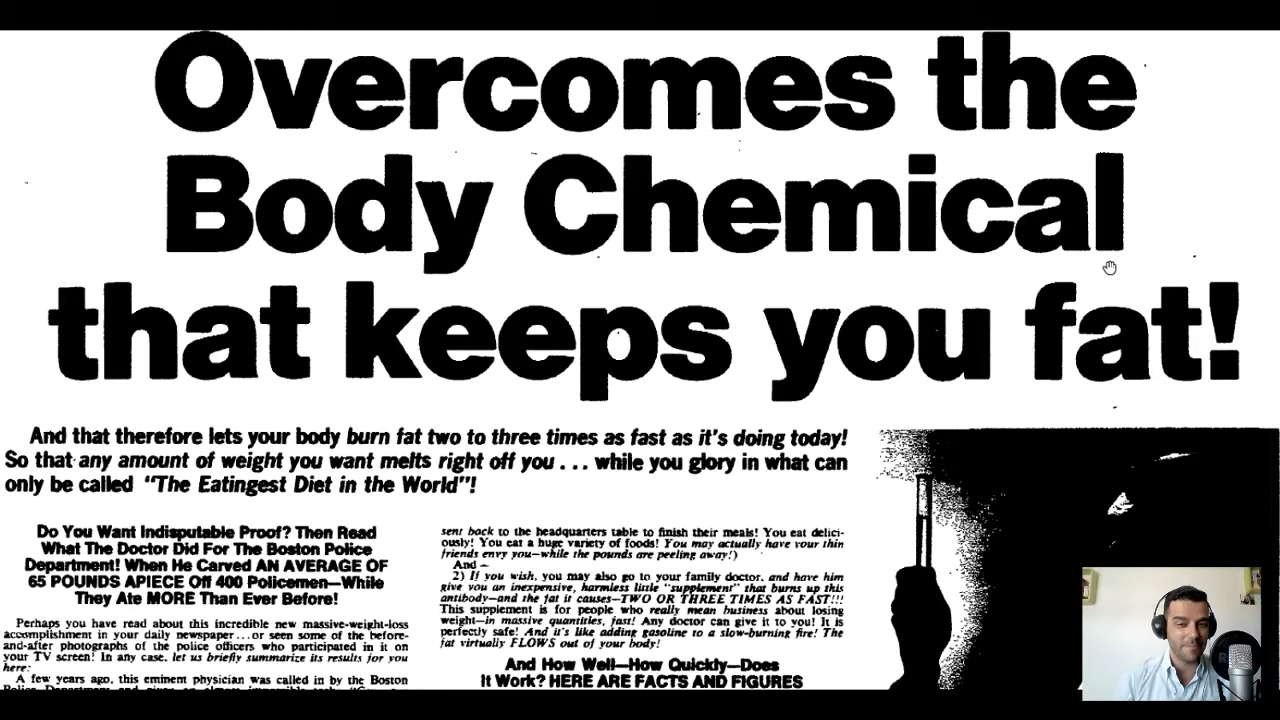 Overcomes the
Body Chemical
that keeps you fat!
And that therefore lets your body burn fat two to three times as fast as it's doing today!
So that any amount of weight you want melts right off you . . . while you glory in what can
only be called "The Eatingest Diet in the World"!
Do You Want Indisputable Proof? Then Read
What The Doctor Did For The Boston Police
Department! When He Carved AN AVERAGE OF
65 POUNDS APIECE Off 400 Policemen—While
They Ate MORE Than Ever Before!
Perhaps you have read about this incredible new massive-weight-loss
accomplishment in your daily newspaper . . . or seen some of the before-
and-after photographs of the police officers who participated in it on
your TV screen! In any case, let us briefly summarize its results for you
here:
A few years ago, this eminent physician was called in by the Boston
sent back to the headquarters table to finish their meals! You eat delici-
ously! You eat a huge variety of foods! You may actually have your thin
friends envy you—while the pounds are peeling away!)
And —
2) If you wish, you may also go to your family doctor, and have him
give you an inexpensive, harmless little "supplement" that burns up this
antibody—and the fat it causes—TWO OR THREE TIMES AS FAST!!!
This supplement is for people who really mean business about losing
weight—in massive quantities, fast! Any doctor can give it to you! It is
perfectly safe! And it's like adding gasoline to a slow-burning fire! The
fat virtually FLOWS out of your body!
And How Well—How Quickly—Does
It Work? HERE ARE FACTS AND FIGURES